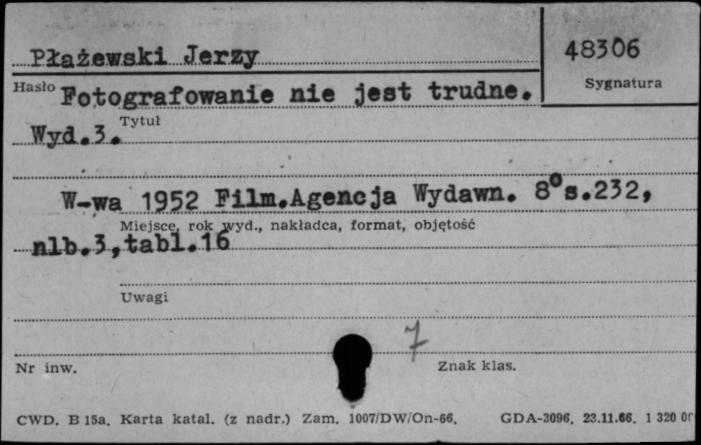 Płażewski Jerzy
48306
Hasło
Sygnatura
Fotografowanie nie jest trudne.
Tytuł
Wyd.3.
W-wa 1952 Film.Agencja Wydawn. 8° s.232,
Miejsce, rok wyd., nakładca, format, objętość
nlb.3,tabl.16
Uwagi
7
Nr inw.
Znak klas.
CWD. B 15a. Karta katal. (z nadr.) Zam. 1007/DW/On-66. GDA-3096. 23.11.66. 1 320 00